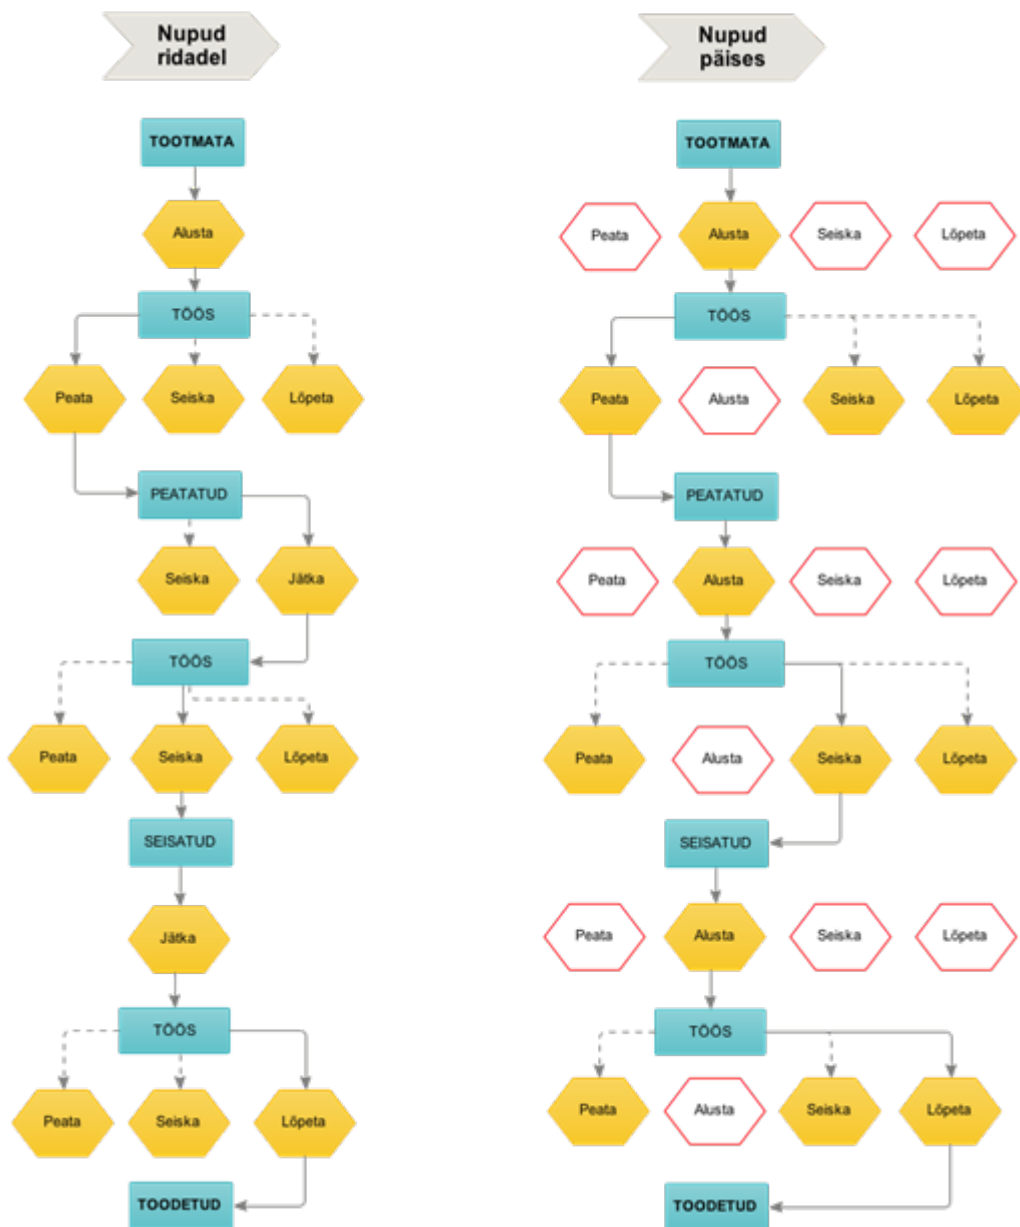 Nupud
ridadel
TOOTMATA
Alusta
TÖÖS
Peata
Seiska
Lõpeta
PEATATUD
Seiska
Jätka
TÖÖS
Peata
Seiska
Lõpeta
SEISATUD
Jätka
TÖÖS
Peata
Seiska
Lõpeta
TOODETUD
Nupud
päises
TOOTMATA
Peata
Alusta
Seiska
Lõpeta
TÖÖS
Peata
Alusta
Seiska
Lõpeta
PEATATUD
Peata
Alusta
Seiska
Lõpeta
TÖÖS
Peata
Alusta
Seiska
Lõpeta
SEISATUD
Peata
Alusta
Seiska
Lõpeta
TÖÖS
Peata
Alusta
Seiska
Lõpeta
TOODETUD